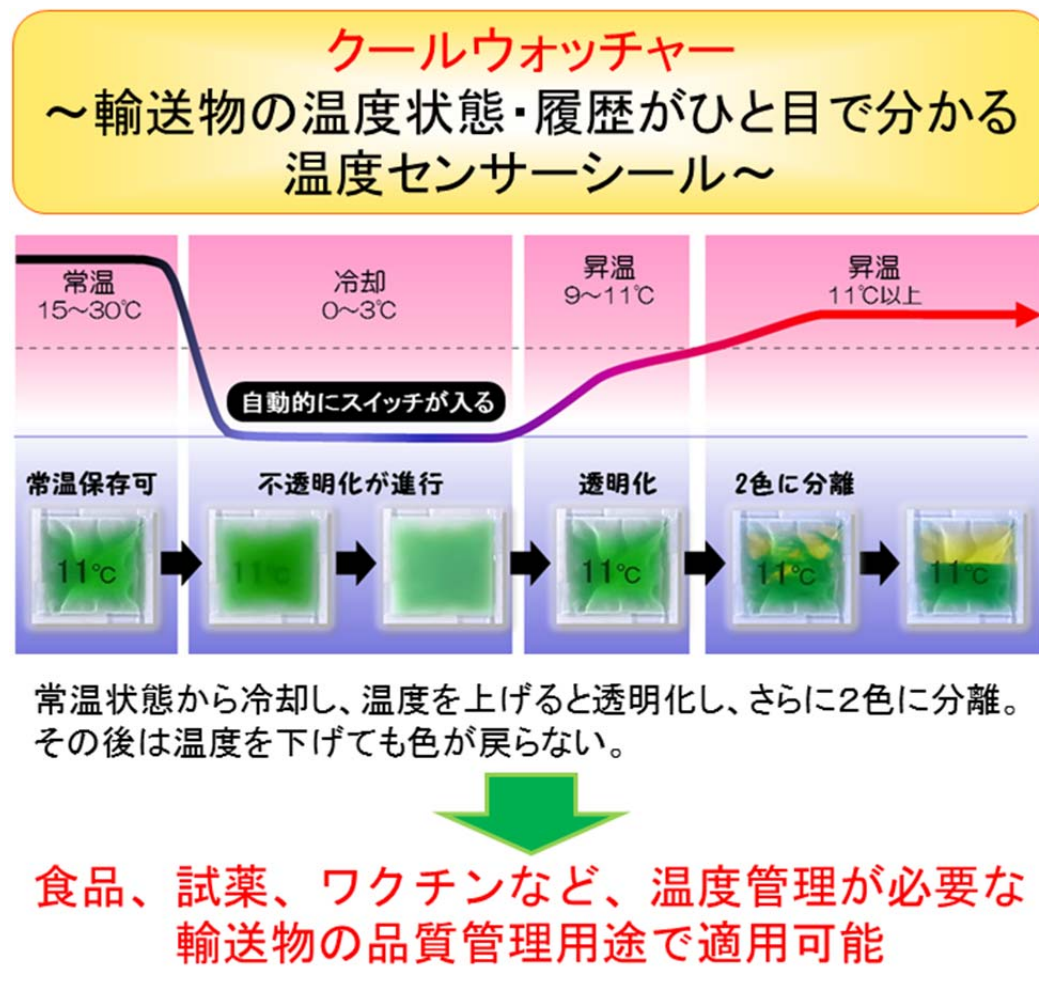 クールウォッチャー
～輸送物の温度状態・履歴がひと目で分かる
温度センサーシール～
常温
15～30℃
冷却
0～3℃
昇温
9～11℃
昇温
11℃以上
自動的にスイッチが入る
常温保存可
不透明化が進行
透明化
2色に分離
11℃
11℃
11℃
11℃
11℃
常温状態から冷却し、温度を上げると透明化し、さらに２色に分離。
その後は温度を下げても色が戻らない。
食品、試薬、ワクチンなど、温度管理が必要な
輸送物の品質管理用途で適用可能